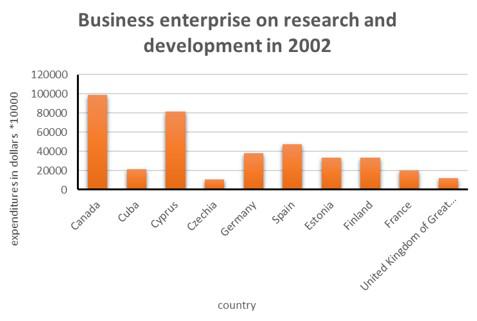 Business enterprise on research and
development in 2002
expenditures in dollars *10000
120000
100000
80000
60000
40000
20000
0
Canada
Cuba
Cyprus
Czechia
Germany
Spain
Estonia
Finland
France
United Kingdom of Great...
country